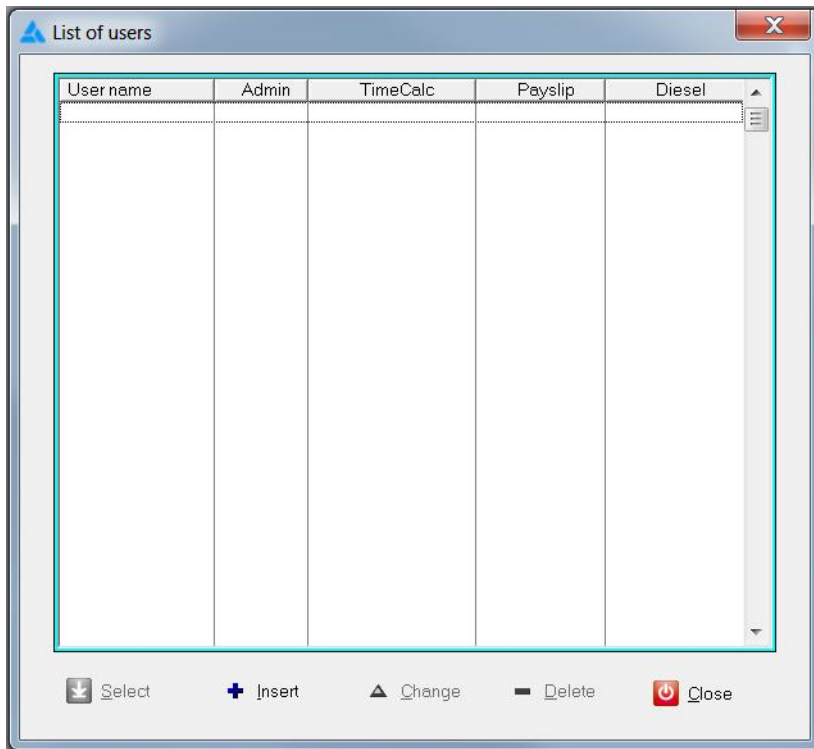 List of users
User name Admin TimeCalc Payslip Diesel
Select Insert Change Delete Close